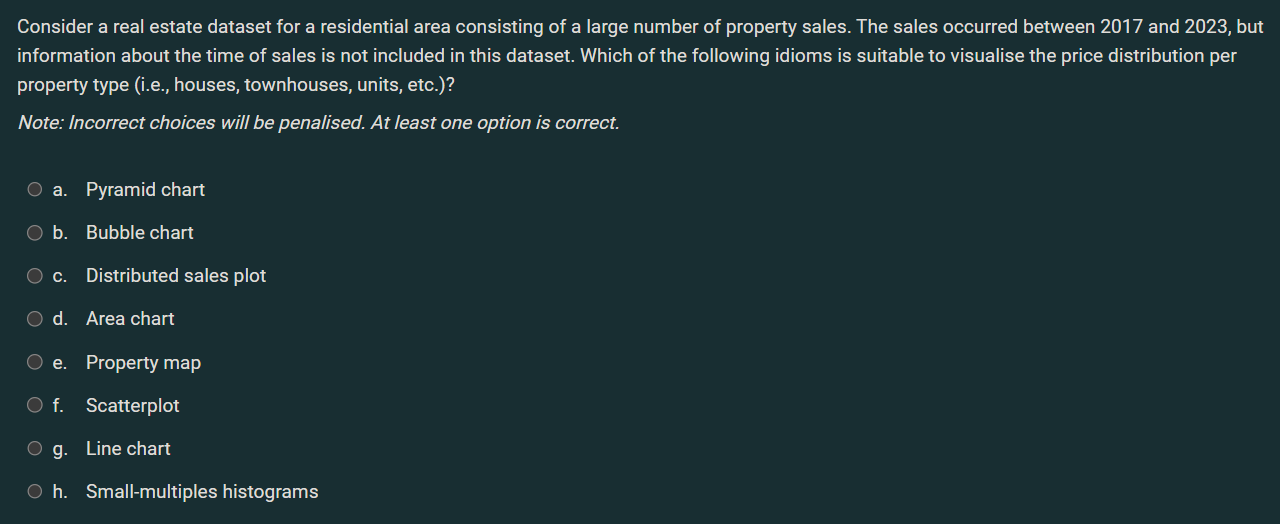 Consider a real estate dataset for a residential area consisting of a large number of property sales. The sales occurred between 2017 and 2023, but
information about the time of sales is not included in this dataset. Which of the following idioms is suitable to visualise the price distribution per
property type (i.e., houses, townhouses, units, etc.)?
Note: Incorrect choices will be penalised. At least one option is correct.
a. Pyramid chart
b. Bubble chart
c. Distributed sales plot
d. Area chart
e. Property map
f. Scatterplot
g. Line chart
h. Small-multiples histograms